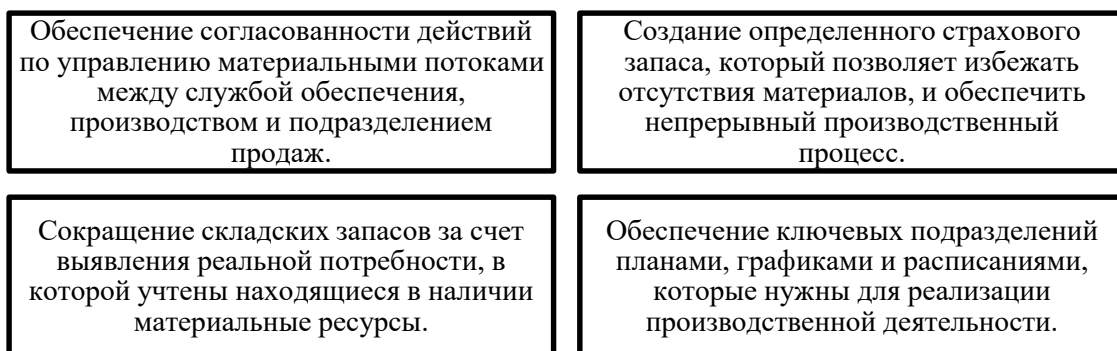 Обеспечение согласованности действий
по управлению материальными потоками
между службой обеспечения,
производством и подразделением
продаж.
Создание определенного страхового
запаса, который позволяет избежать
отсутствия материалов, и обеспечить
непрерывный производственный
процесс.
Сокращение складских запасов за счет
выявления реальной потребности, в
которой учтены находящиеся в наличии
материальные ресурсы.
Обеспечение ключевых подразделений
планами, графиками и расписаниями,
которые нужны для реализации
производственной деятельности.